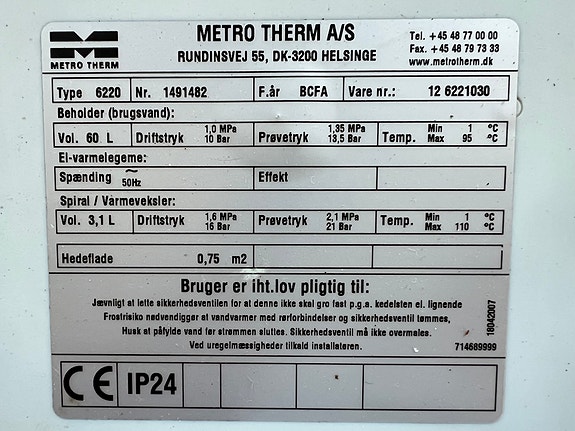 METRO THERM A/S
RUNDINSVEJ 55, DK-3200 HELSINGE
METRO THERM
Tel. +45 48 77 00 00
Fax. +45 48 79 73 33
www.metrotherm.dk
Type 6220 Nr. 1491482 F.år BCFA Vare nr.: 12 6221030
Beholder (brugsvand):
Vol. 60 L Driftstryk 1,0 MPa 10 Bar Prøvetryk 1,35 MPa 13,5 Bar Temp. Min 1 °C Max 95 °C
El-varmelegeme:
Spænding ~ 50Hz Effekt
Spiral / Varmeveksler:
Vol. 3,1 L Driftstryk 1,6 MPa 16 Bar Prøvetryk 2,1 MPa 21 Bar Temp. Min 1 °C Max 110 °C
Hedeflade 0,75 m2
Bruger er iht.lov pligtig til:
Jævnligt at lette sikkerhedsventilen for at denne ikke skal gro fast p.g.a. kedelsten el. lignende
Frostrisiko nødvendiggør at vandvarmer med rørforbindelser og sikkerhedsventil tømmes,
Husk at påfylde vand før strømmen sluttes. Sikkerhedsventil må ikke overmales.
Ved uregelmæssigheder tilkald installatøren.
18042007
714689999
CE IP24